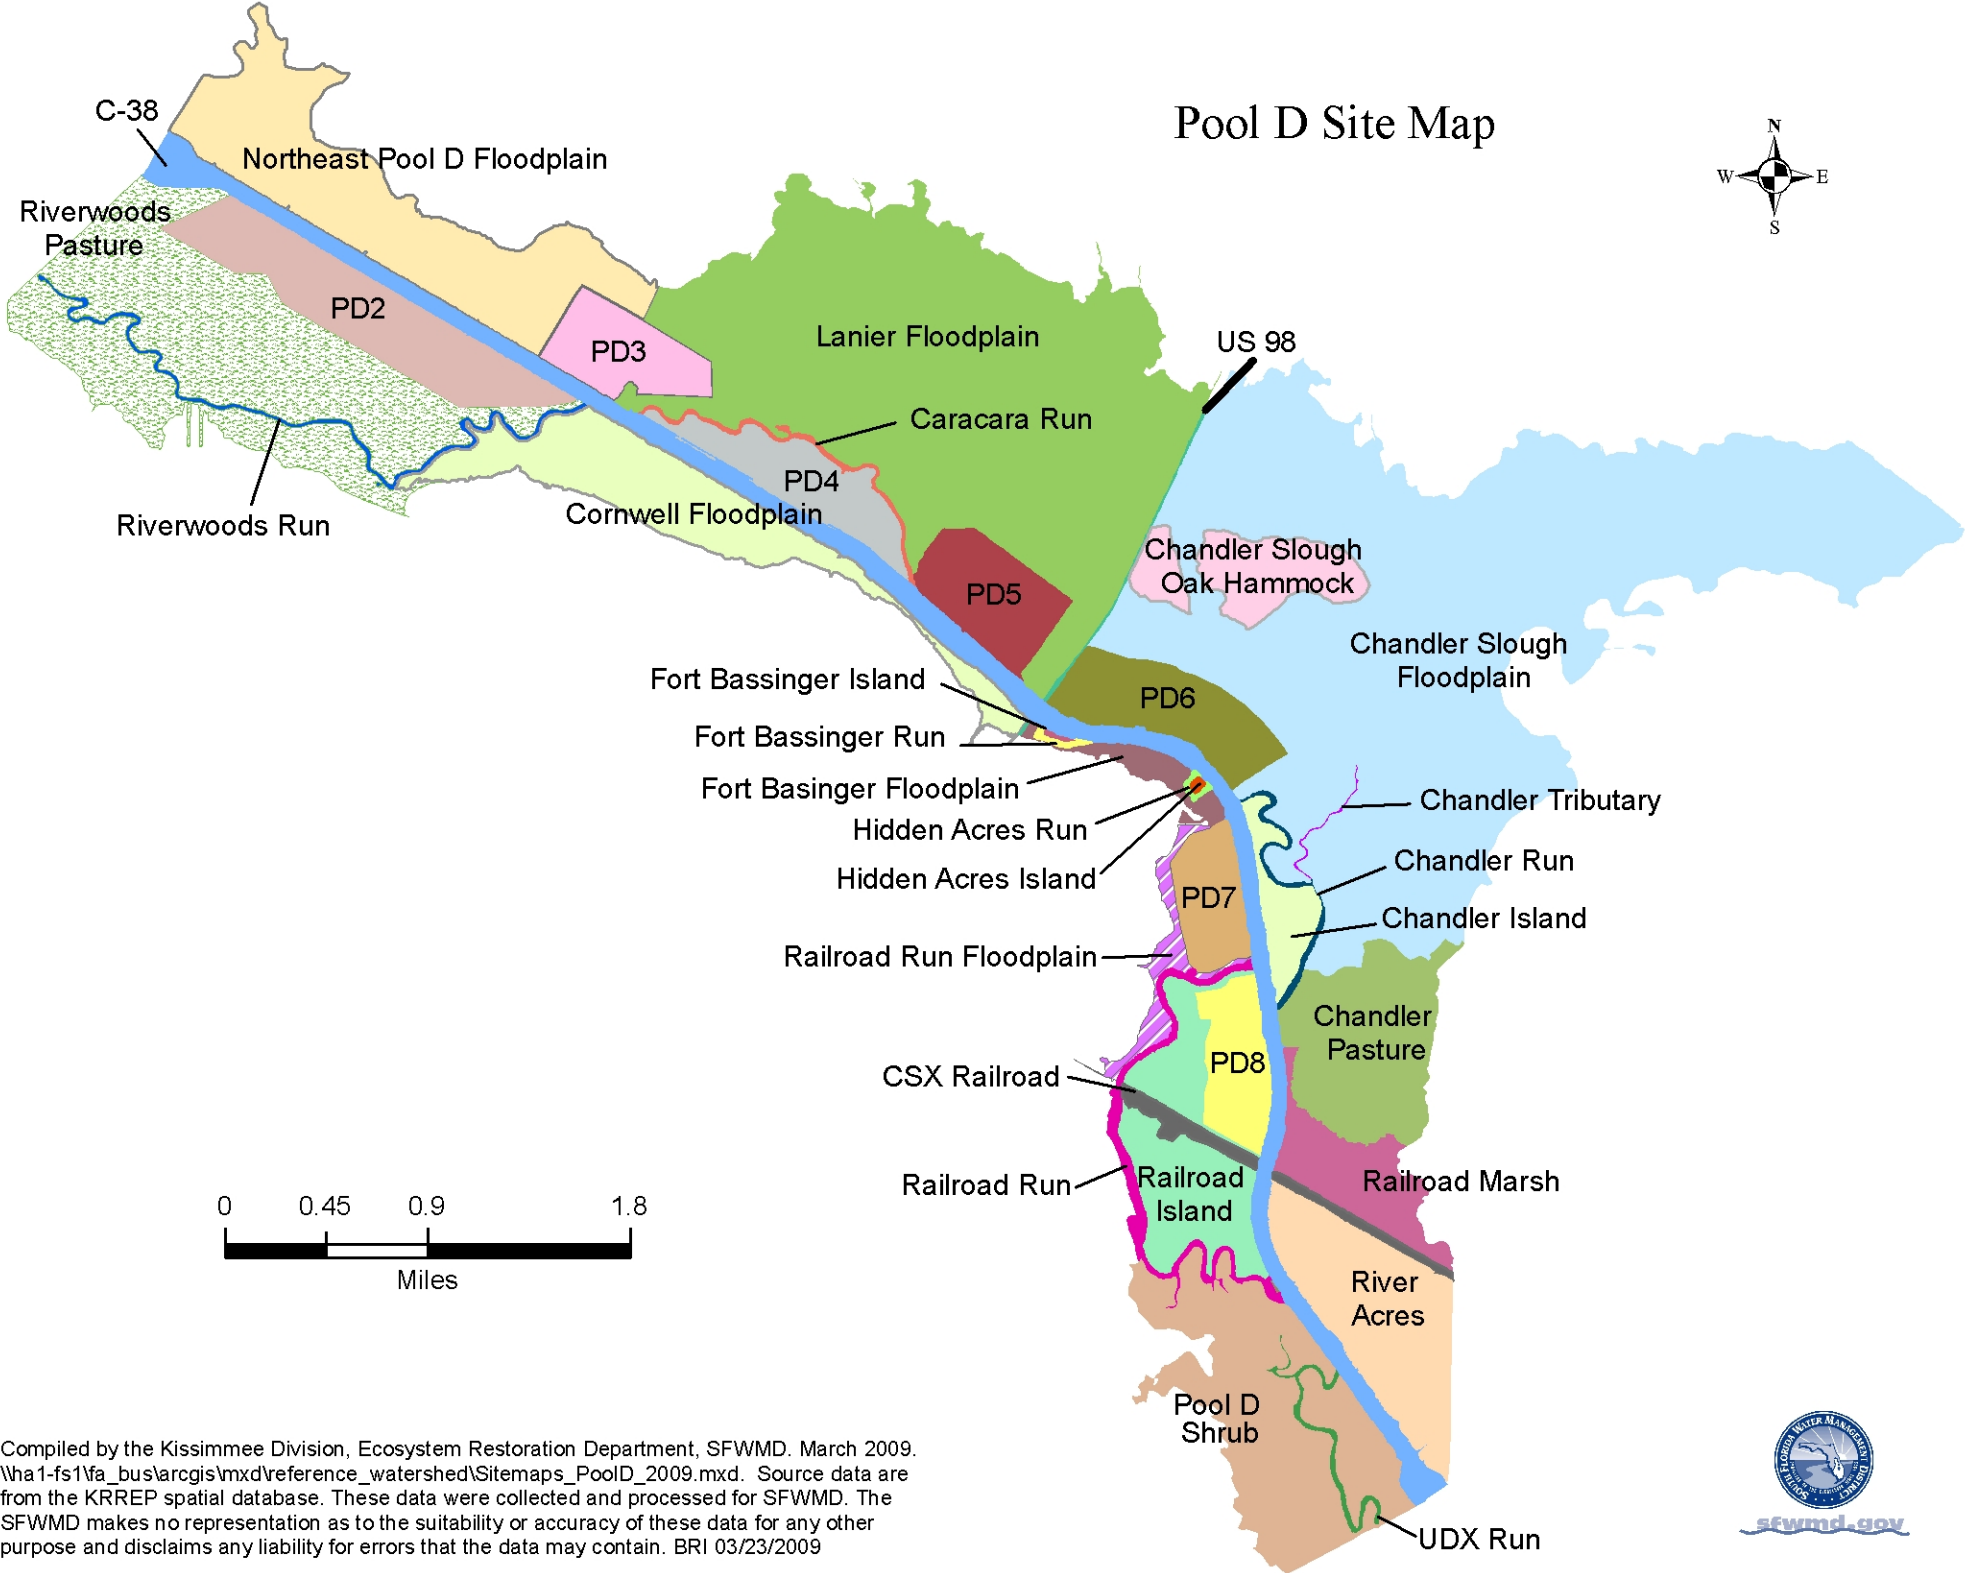 Pool D Site Map
N
W
E
S
C-38
Northeast Pool D Floodplain
Riverwoods
Pasture
PD2
PD3
Lanier Floodplain
US 98
Caracara Run
PD4
Cornwell Floodplain
Riverwoods Run
Chandler Slough
Oak Hammock
PD5
Chandler Slough
Floodplain
Fort Bassinger Island
PD6
Fort Bassinger Run
Fort Basinger Floodplain
Chandler Tributary
Hidden Acres Run
Chandler Run
Hidden Acres Island
PD7
Chandler Island
Railroad Run Floodplain
Chandler
Pasture
PD8
CSX Railroad
Railroad Run
Railroad
Island
Railroad Marsh
0
0.45
0.9
1.8
Miles
River
Acres
Pool D
Shrub
UDX Run
Compiled by the Kissimmee Division, Ecosystem Restoration Department, SFWMD. March 2009.
\\ha1-fs1\fa_bus\arcgis\mxd\reference_watershed\Sitemaps_PoolD_2009.mxd. Source data are
from the KRREP spatial database. These data were collected and processed for SFWMD. The
SFWMD makes no representation as to the suitability or accuracy of these data for any other
purpose and disclaims any liability for errors that the data may contain. BRI 03/23/2009
SOUTH FLORIDA WATER MANAGEMENT DISTRICT
sfwmd.gov